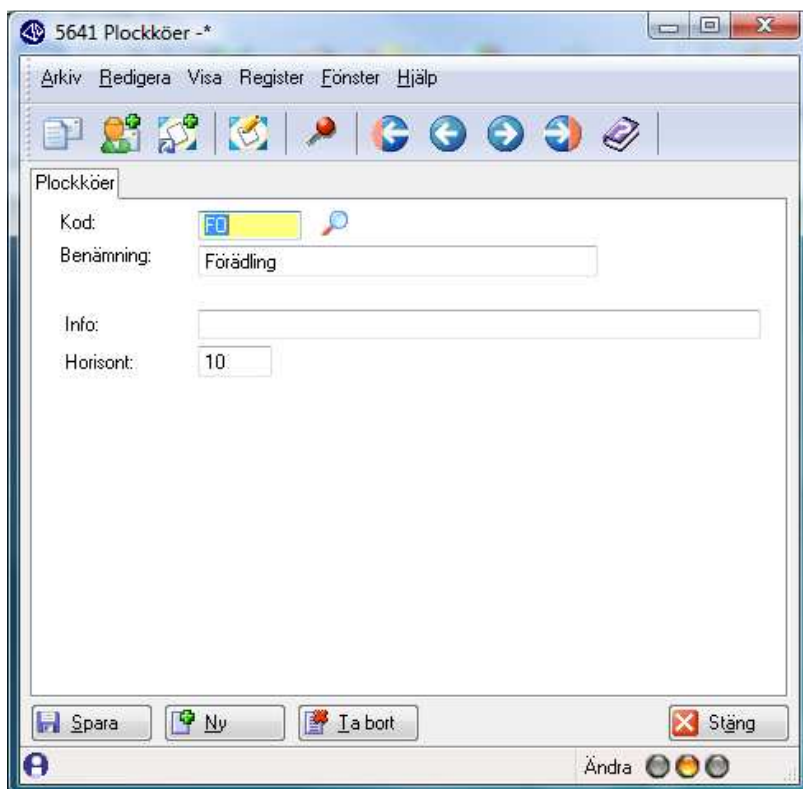 5641 Plockköer -*
Arkiv Redigera Visa Register Fönster Hjälp
Plockköer
Kod: FO
Benämning: Förädling
Info:
Horisont: 10
Spara Ny Ta bort Stäng
Ändra